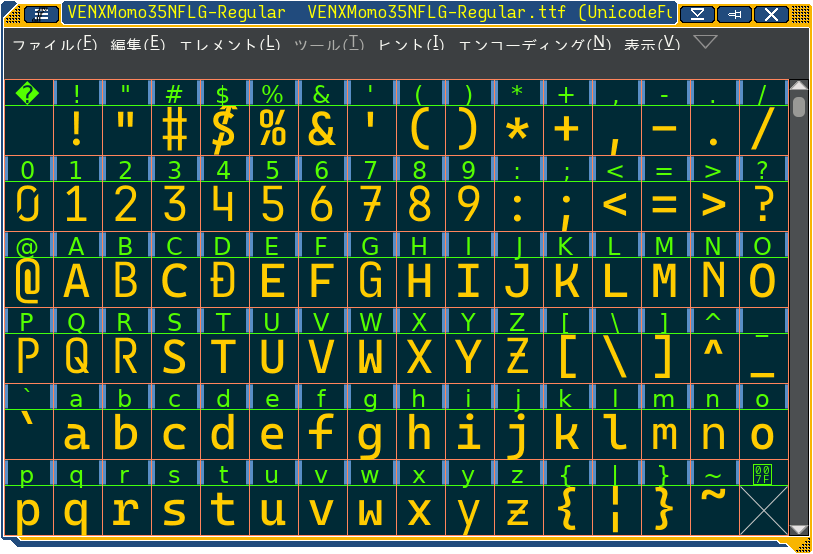 VENXMomo35NFLG-Regular VENXMomo35NFLG-Regular.ttf (UnicodeFu
ファイル(F) 編集(E) エレメント(L) ツール(T) ヒント(I) エンコーディング(N) 表示(V)
� ! " # $ % & ' ( ) * + , - . /
! " # $ % & ' ( ) * + , - . /
0 1 2 3 4 5 6 7 8 9 : ; < = > ?
0 1 2 3 4 5 6 7 8 9 : ; < = > ?
@ A B C D E F G H I J K L M N O
@ A B C D E F G H I J K L M N O
P Q R S T U V W X Y Z [ \ ] ^ _
P Q R S T U V W X Y Z [ \ ] ^ _
` a b c d e f g h i j k l m n o
` a b c d e f g h i j k l m n o
p q r s t u v w x y z { | } ~ 007F
p q r s t u v w x y z { ¦ } ~